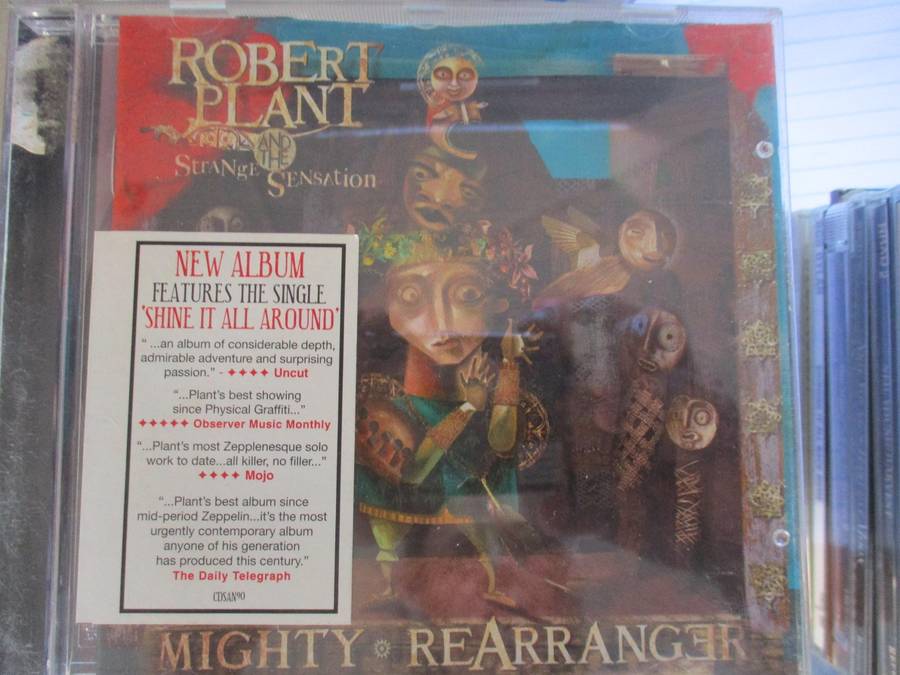 ROBERT
PLANT
AND
THE
STRANGE SENSATION
NEW ALBUM
FEATURES THE SINGLE
'SHINE IT ALL AROUND'
“ ...an album of considerable depth,
admirable adventure and surprising
passion.” - ✦✦✦✦ Uncut
“...Plant's best showing
since Physical Graffiti...”
✦✦✦✦✦ Observer Music Monthly
“...Plant's most Zepplenesque solo
work to date...all killer, no filler...”
✦✦✦✦ Mojo
“...Plant's best album since
mid-period Zeppelin...it's the most
urgently contemporary album
anyone of his generation
has produced this century.”
The Daily Telegraph
CDSAN90
MIGHTY REARRANGER